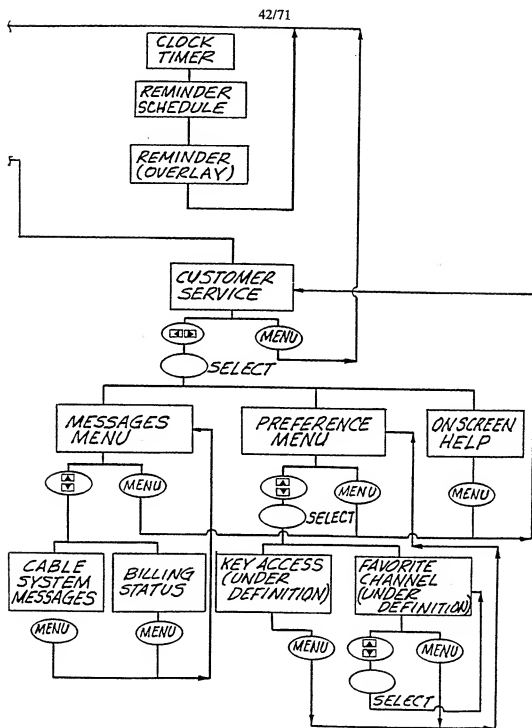 42/71
CLOCK
TIMER
REMINDER
SCHEDULE
REMINDER
(OVERLAY)
CUSTOMER
SERVICE
MENU
SELECT
MESSAGES
MENU
PREFERENCE
MENU
ON SCREEN
HELP
MENU
MENU
MENU
SELECT
CABLE
SYSTEM
MESSAGES
BILLING
STATUS
KEY ACCESS
(UNDER
DEFINITION)
FAVORITE
CHANNEL
(UNDER
DEFINITION)
MENU
MENU
MENU
MENU
SELECT